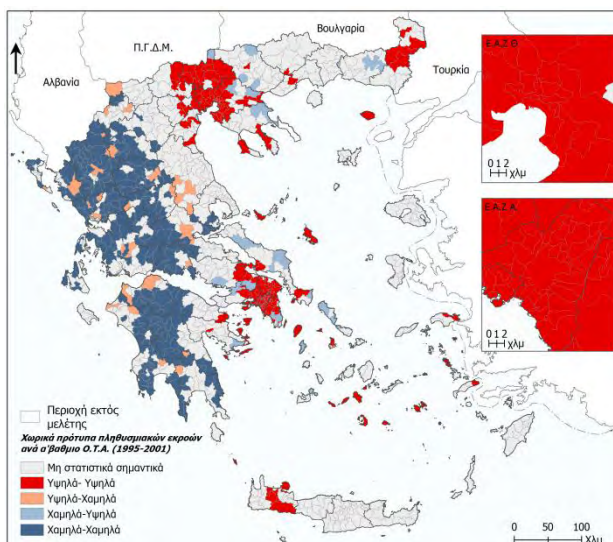 Βουλγαρία
Π.Γ.Δ.Μ.
Αλβανία
Τουρκία
Ε.Α.Ζ.Θ.
0 1 2
χλμ
Ε.Α.Ζ.Α.
0 1 2
χλμ
Περιοχή εκτός
μελέτης
Χωρικά πρότυπα πληθυσμιακών εκροών
ανά α'βαθμιο Ο.Τ.Α. (1995-2001)
Μη στατιστικά σημαντικά
Υψηλά- Υψηλά
Υψηλά-Χαμηλά
Χαμηλά-Υψηλά
Χαμηλά-Χαμηλά
0 50 100
Χλμ